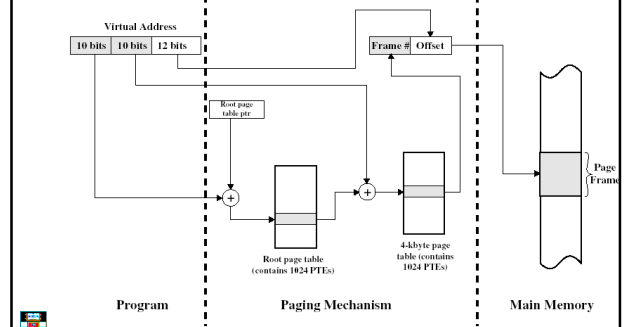 Virtual Address
10 bits 10 bits 12 bits
Frame # Offset
Root page
table ptr
+
+
Page
Frame
Root page table
(contains 1024 PTEs)
4-kbyte page
table (contains
1024 PTEs)
Program
Paging Mechanism
Main Memory